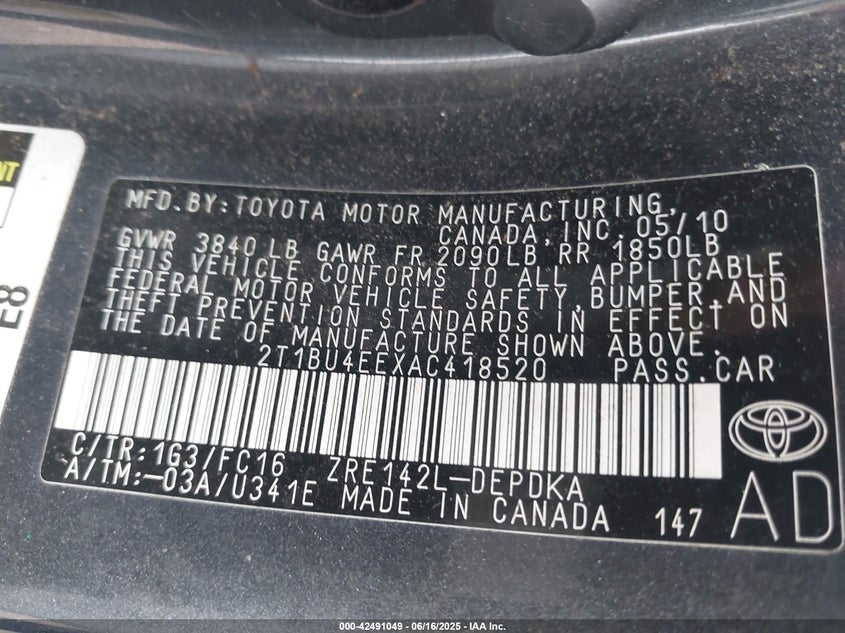 NT
E8
MFD.BY:TOYOTA MOTOR MANUFACTURING,
CANADA,INC.05/10
GVWR 3840 LB GAWR FR 2090LB RR 1850LB
THIS VEHICLE CONFORMS TO ALL APPLICABLE
FEDERAL MOTOR VEHICLE SAFETY,BUMPER,AND
THEFT PREVENTION STANDARDS IN EFFECT ON
THE DATE OF MANUFACTURE SHOWN ABOVE.
2T1BU4EEXAC418520 PASS.CAR
C/TR:1G3/FC16 ZRE142L-DEPDKA
A/TM:-03A/U341E MADE IN CANADA 147 AD
000-42491049 - 06/16/2025 - IAA Inc.